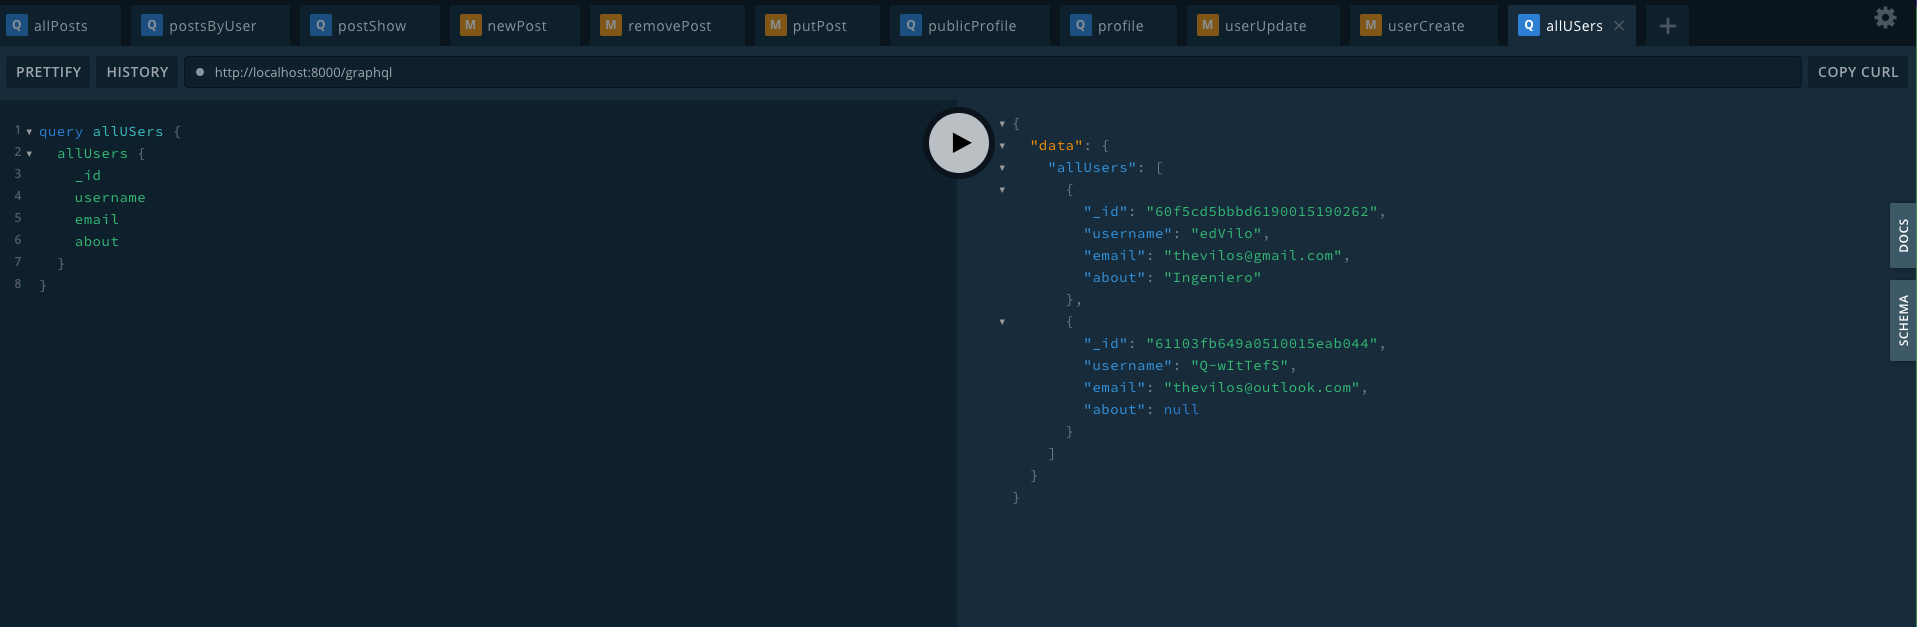 Q allPosts Q postsByUser Q postShow M newPost M removePost M putPost Q publicProfile Q profile M userUpdate M userCreate Q allUSers
PRETTIFY HISTORY http://localhost:8000/graphql COPY CURL
1 query allUSers {
2 allUsers {
3 _id
4 username
5 email
6 about
7 }
8 }
{
"data": {
"allUsers": [
{
"_id": "60f5cd5bbbd6190015190262",
"username": "edVilo",
"email": "thevilos@gmail.com",
"about": "Ingeniero"
},
{
"_id": "61103fb649a0510015eab044",
"username": "Q-wItTefS",
"email": "thevilos@outlook.com",
"about": null
}
]
}
}
DOCS
SCHEMA